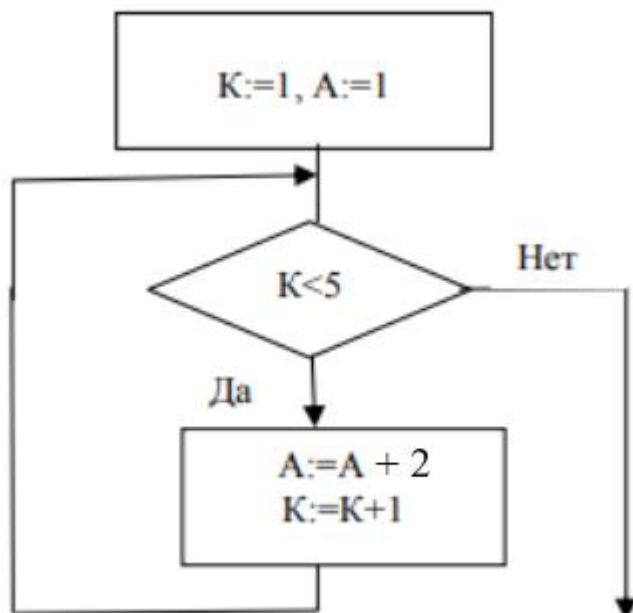 К:=1, А:=1
К<5
Нет
Да
А:=А + 2
К:=К+1